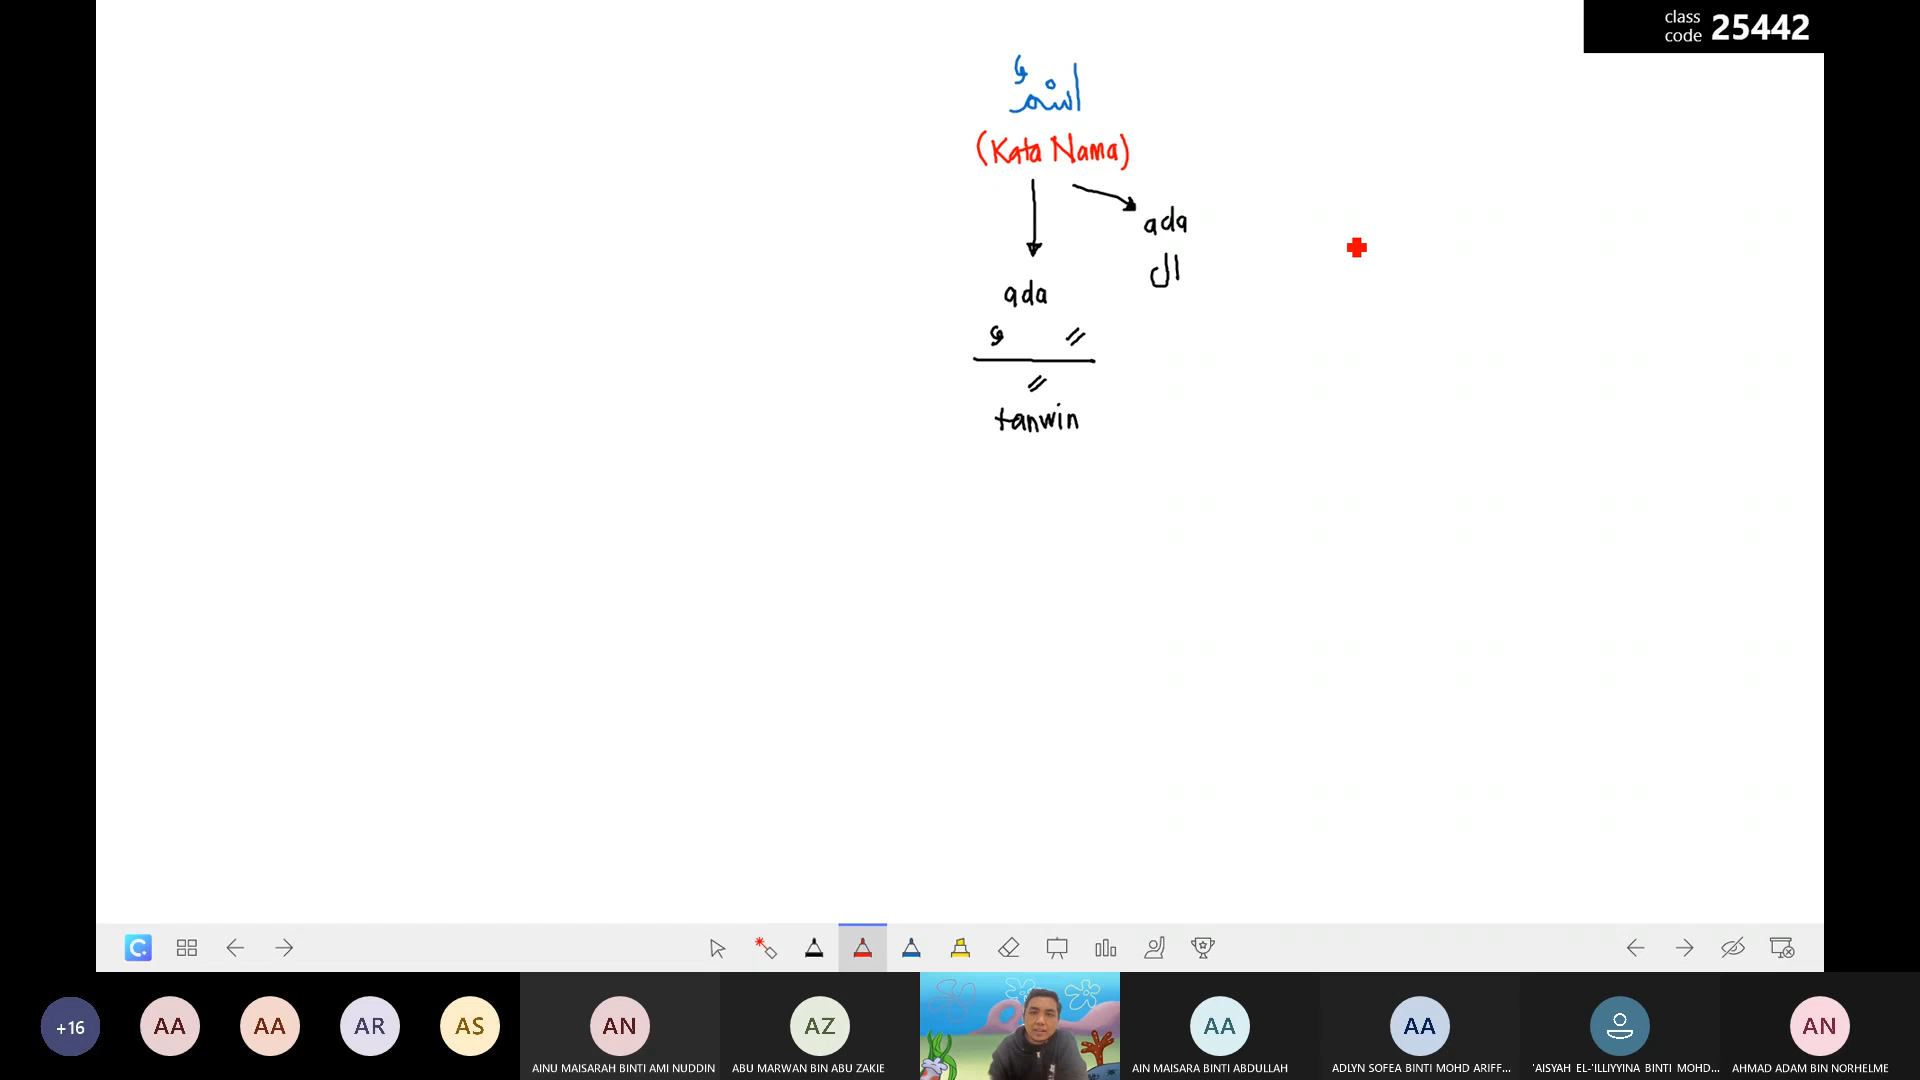 class
code 25442
اسْمٌ
(Kata Nama)
ada
ال
ada
ٌ ً
ٍ
tanwin
+16
AA
AA
AR
AS
AN
AINU MAISARAH BINTI AMI NUDDIN
AZ
ABU MARWAN BIN ABU ZAKIE
AA
AIN MAISARA BINTI ABDULLAH
AA
ADLYN SOFEA BINTI MOHD ARIFF...
'AISYAH EL-'ILLIYYINA BINTI MOHD...
AN
AHMAD ADAM BIN NORHELME